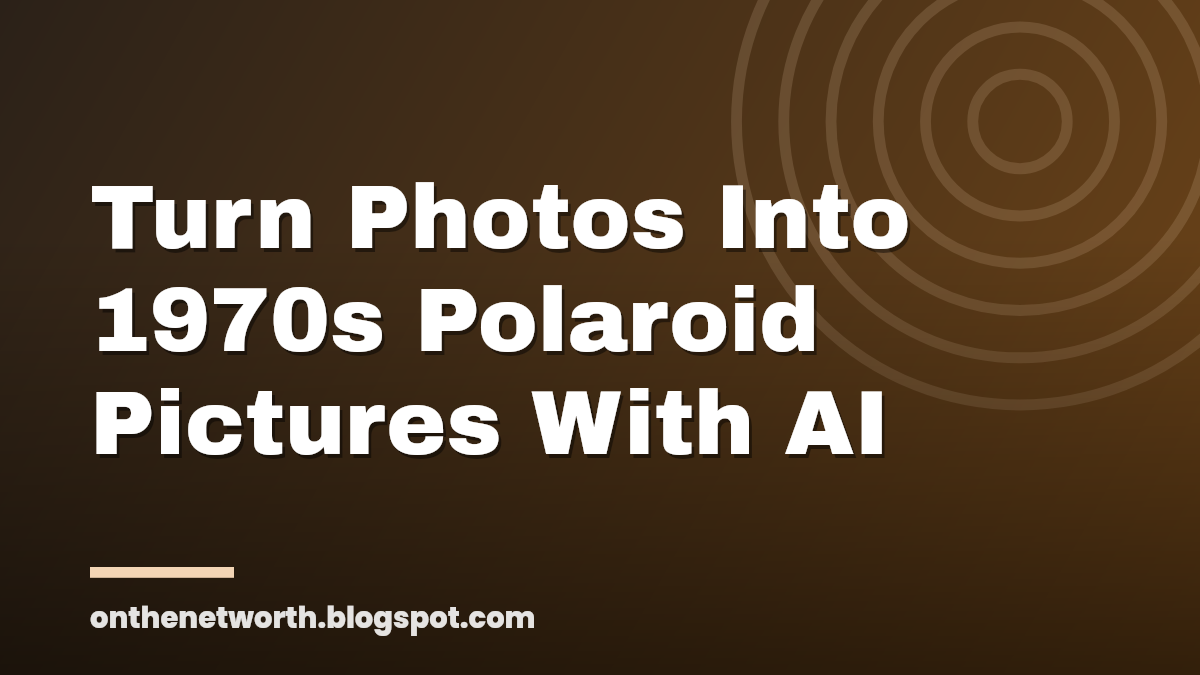 Turn Photos Into
1970s Polaroid
Pictures With AI
onthenetworth.blogspot.com